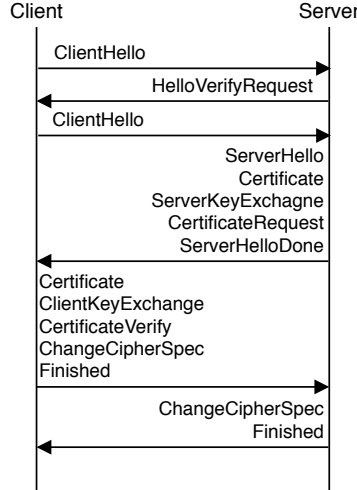 Client
Server
ClientHello
HelloVerifyRequest
ClientHello
ServerHello
Certificate
ServerKeyExchagne
CertificateRequest
ServerHelloDone
Certificate
ClientKeyExchange
CertificateVerify
ChangeCipherSpec
Finished
ChangeCipherSpec
Finished